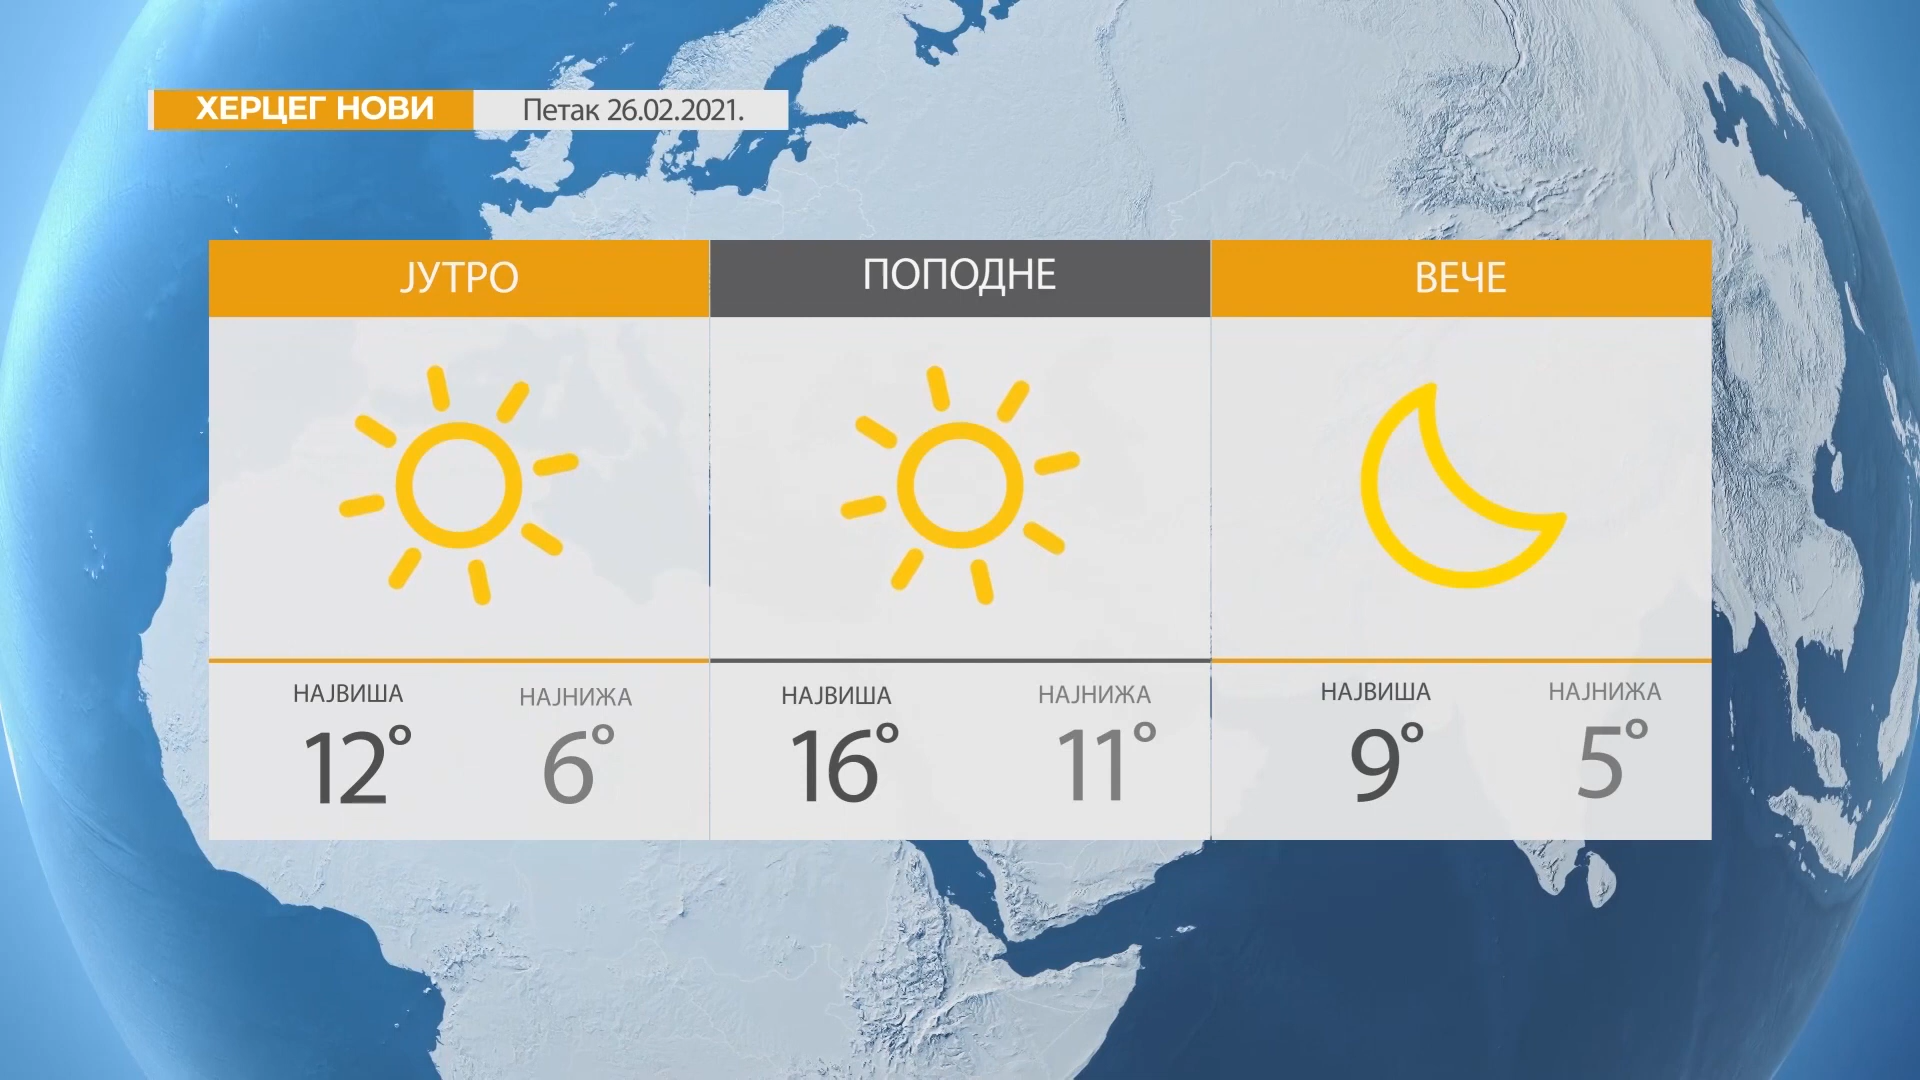 ХЕРЦЕГ НОВИ Петак 26.02.2021.
ЈУТРО ПОПОДНЕ ВЕЧЕ
НАЈВИША НАЈНИЖА НАЈВИША НАЈНИЖА НАЈВИША НАЈНИЖА
12° 6° 16° 11° 9° 5°